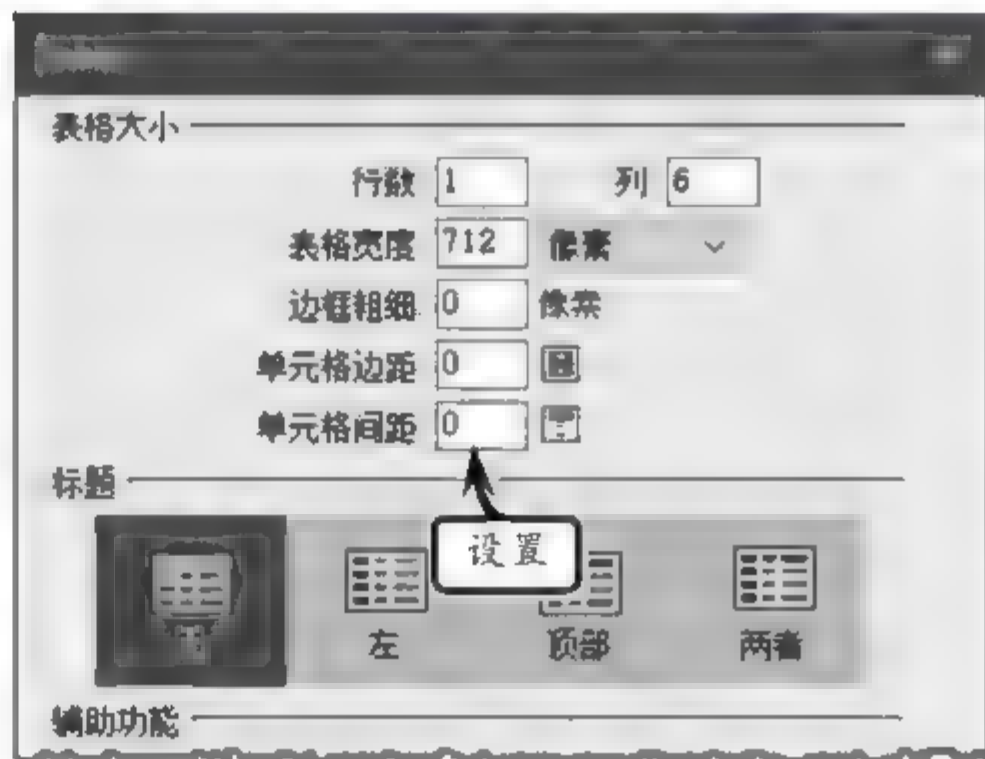 表格大小
行数 1 列 6
表格宽度 712 像素
边框粗细 0 像素
单元格边距 0
单元格间距 0
标题
设置
左 顶部 两者
辅助功能